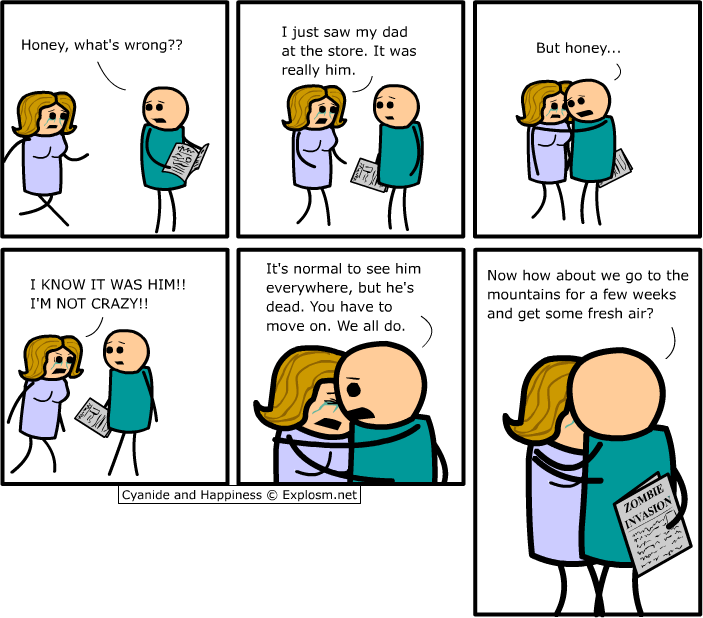 Honey, what's wrong??
I just saw my dad
at the store. It was
really him.
But honey...
I KNOW IT WAS HIM!!
I'M NOT CRAZY!!
It's normal to see him
everywhere, but he's
dead. You have to
move on. We all do.
Now how about we go to the
mountains for a few weeks
and get some fresh air?
ZOMBIE
INVASION
Cyanide and Happiness © Explosm.net